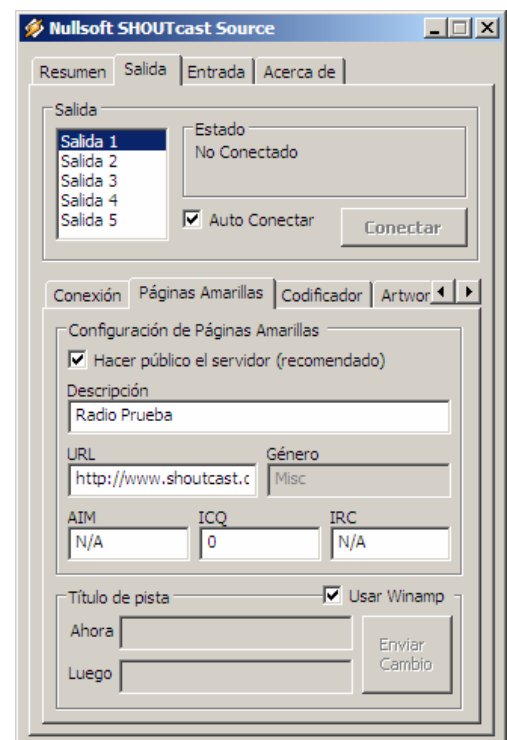 Nullsoft SHOUTcast Source
Resumen Salida Entrada Acerca de
Salida
Salida 1
Salida 2
Salida 3
Salida 4
Salida 5
Estado
No Conectado
Auto Conectar
Conectar
Conexión Páginas Amarillas Codificador Artwor
Configuración de Páginas Amarillas
Hacer público el servidor (recomendado)
Descripción
Radio Prueba
URL Género
http://www.shoutcast.c Misc
AIM ICQ IRC
N/A 0 N/A
Título de pista Usar Winamp
Ahora
Luego
Enviar
Cambio